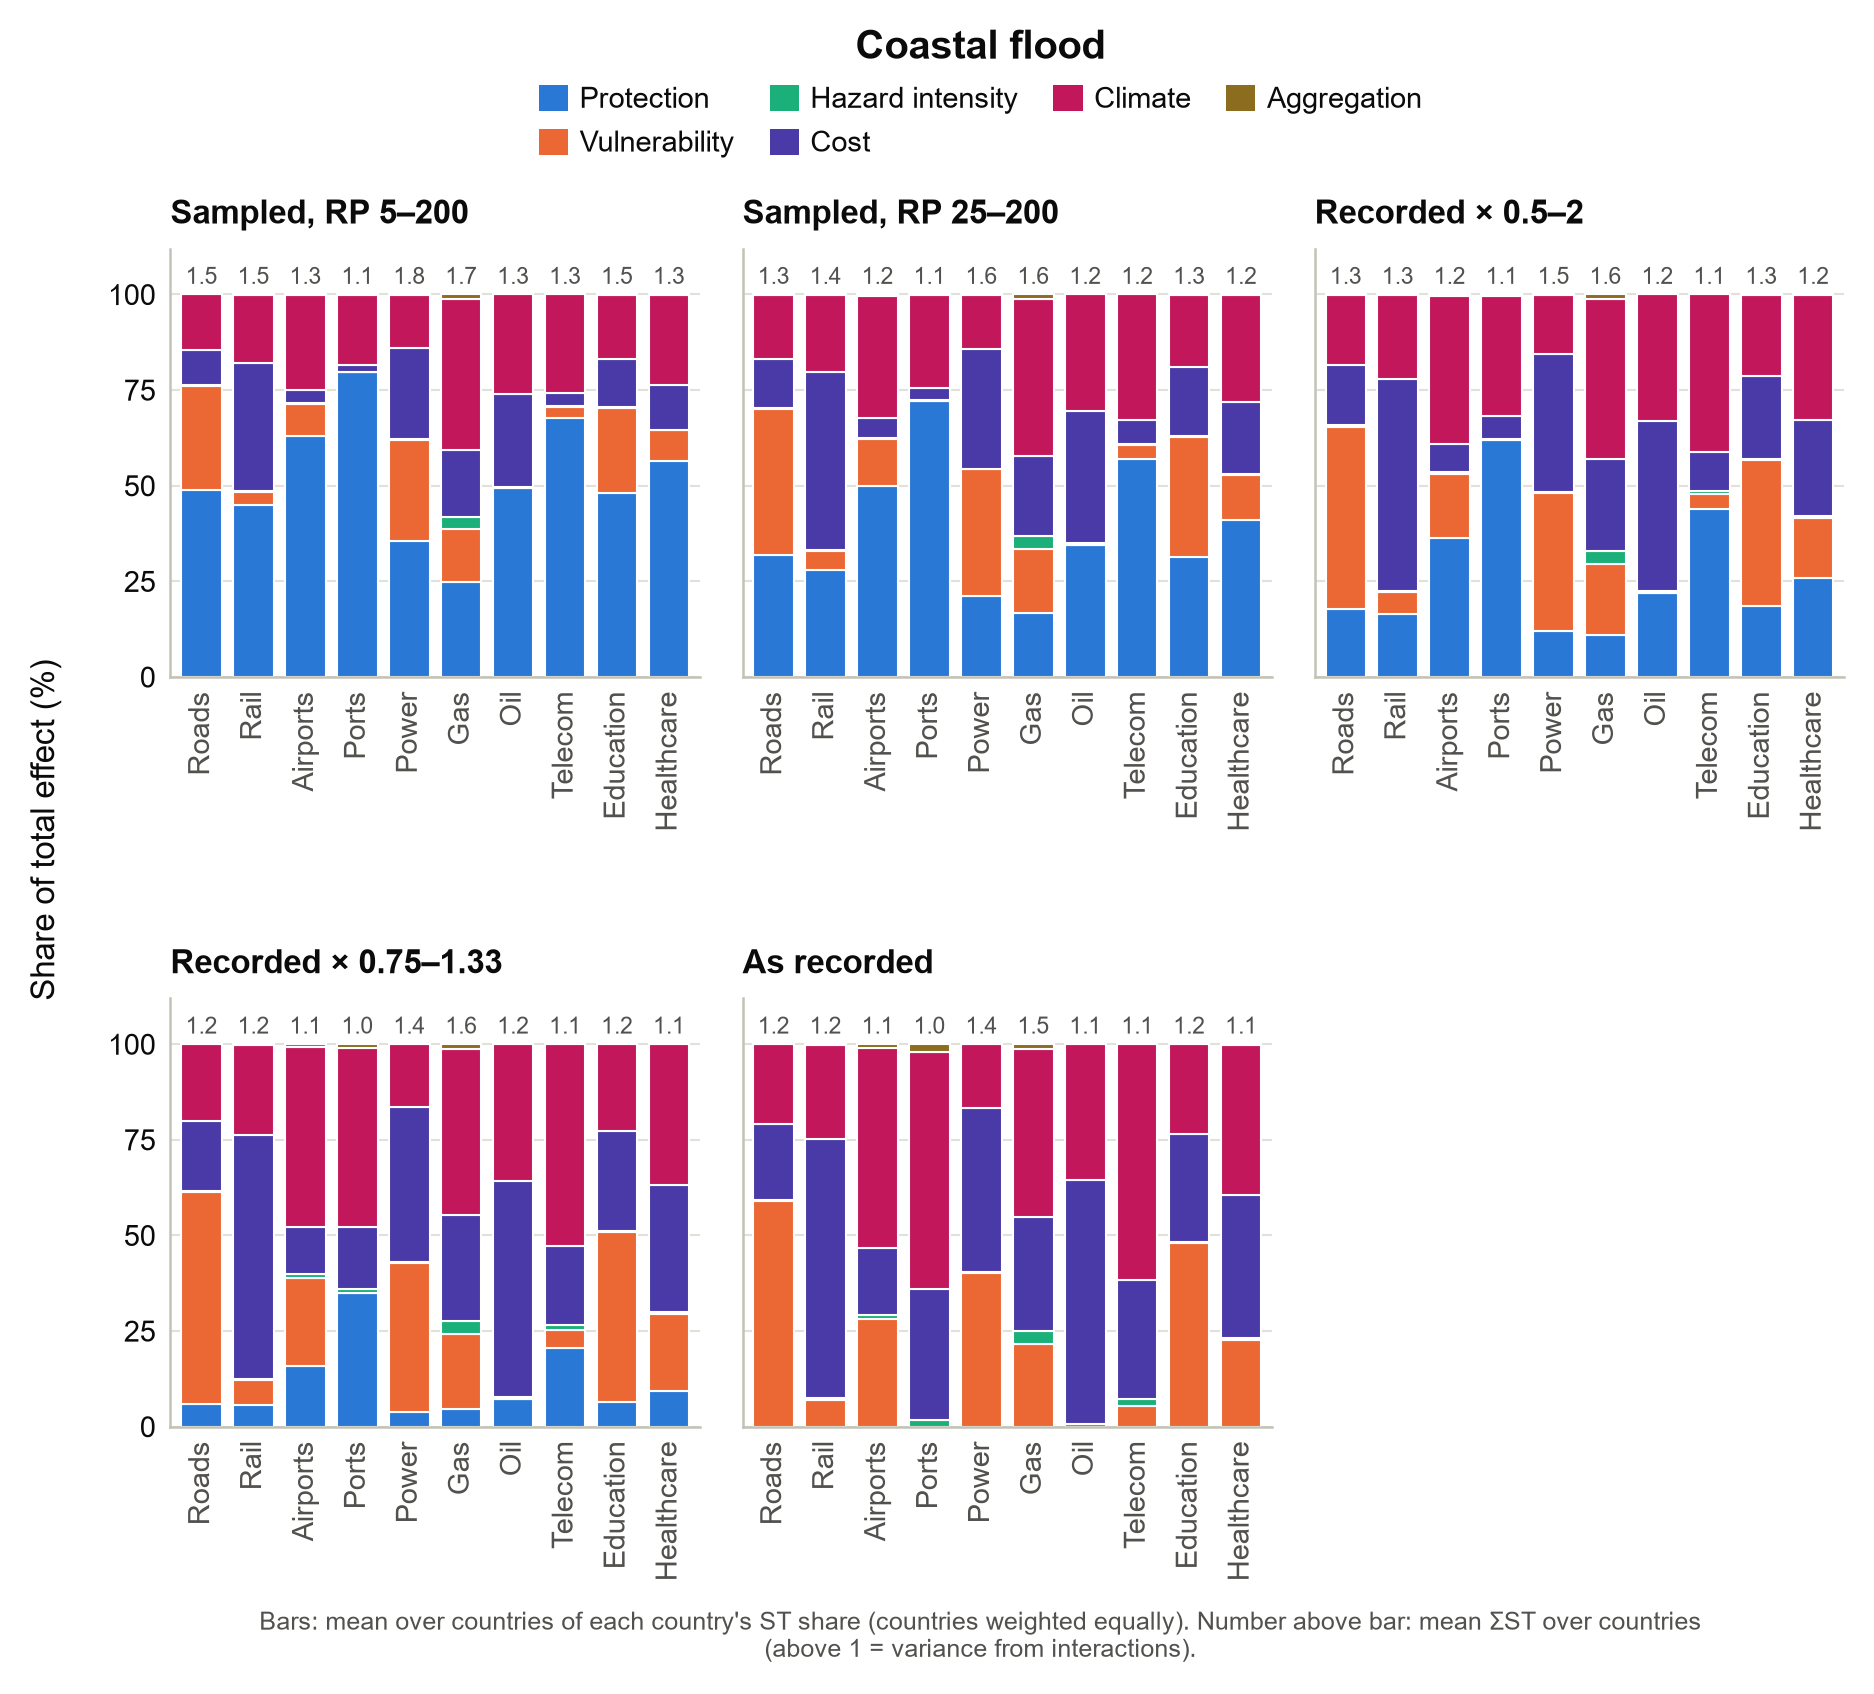 Coastal flood
Protection
Hazard intensity
Climate
Aggregation
Vulnerability
Cost
Share of total effect (%)
Sampled, RP 5–200
1.5 1.5 1.3 1.1 1.8 1.7 1.3 1.3 1.5 1.3
100
75
50
25
0
Roads Rail Airports Ports Power Gas Oil Telecom Education Healthcare
Sampled, RP 25–200
1.3 1.4 1.2 1.1 1.6 1.6 1.2 1.2 1.3 1.2
Roads Rail Airports Ports Power Gas Oil Telecom Education Healthcare
Recorded × 0.5–2
1.3 1.3 1.2 1.1 1.5 1.6 1.2 1.1 1.3 1.2
Roads Rail Airports Ports Power Gas Oil Telecom Education Healthcare
Recorded × 0.75–1.33
1.2 1.2 1.1 1.0 1.4 1.6 1.2 1.1 1.2 1.1
100
75
50
25
0
Roads Rail Airports Ports Power Gas Oil Telecom Education Healthcare
As recorded
1.2 1.2 1.1 1.0 1.4 1.5 1.1 1.1 1.2 1.1
Roads Rail Airports Ports Power Gas Oil Telecom Education Healthcare
Bars: mean over countries of each country's ST share (countries weighted equally). Number above bar: mean ΣST over countries
(above 1 = variance from interactions).